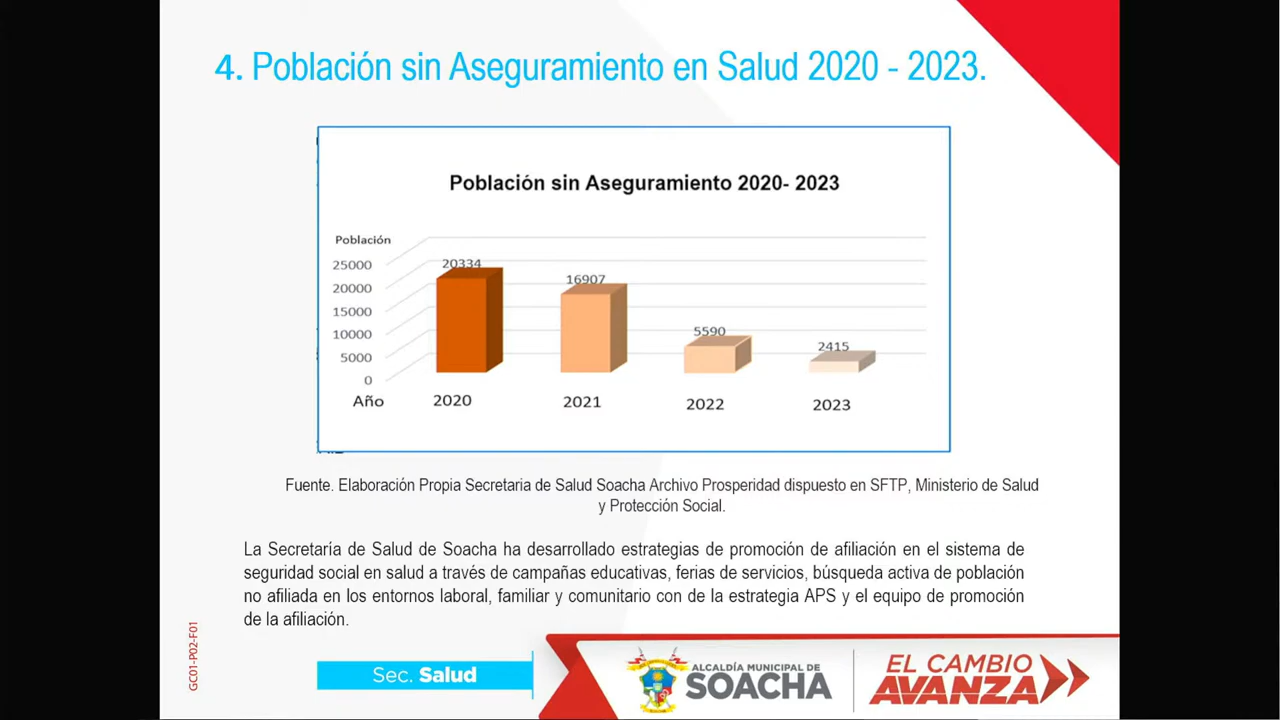 4. Población sin Aseguramiento en Salud 2020 - 2023.
Población sin Aseguramiento 2020- 2023
Población
25000
20000
15000
10000
5000
0
20334
16907
5590
2415
Año
2020
2021
2022
2023
Fuente. Elaboración Propia Secretaria de Salud Soacha Archivo Prosperidad dispuesto en SFTP, Ministerio de Salud
y Protección Social.
La Secretaría de Salud de Soacha ha desarrollado estrategias de promoción de afiliación en el sistema de
seguridad social en salud a través de campañas educativas, ferias de servicios, búsqueda activa de población
no afiliada en los entornos laboral, familiar y comunitario con de la estrategia APS y el equipo de promoción
de la afiliación.
GC01-P02-F01
Sec. Salud
ALCALDÍA MUNICIPAL DE
SOACHA
EL CAMBIO
AVANZA